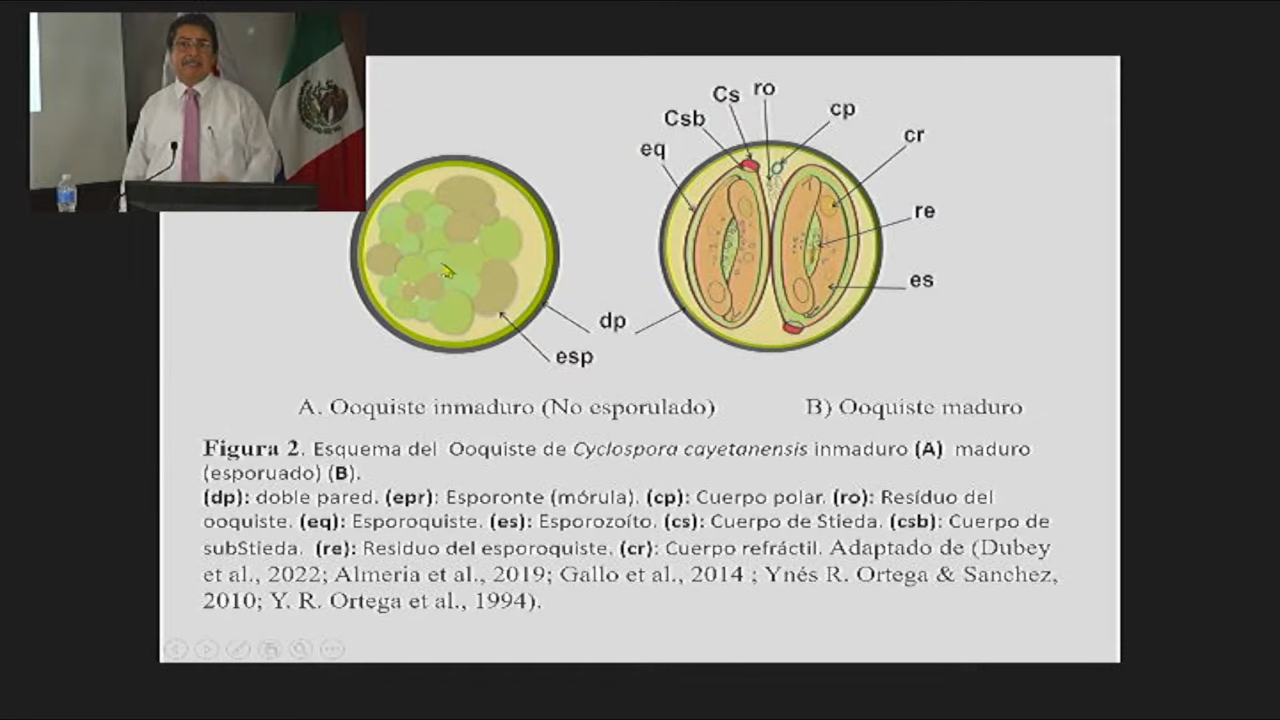 Cs ro
Csb cp
eq cr
re
es
dp
esp
A. Ooquiste inmaduro (No esporulado) B) Ooquiste maduro
Figura 2. Esquema del Ooquiste de Cyclospora cayetanensis inmaduro (A) maduro
(esporuado) (B).
(dp): doble pared. (epr): Esporonte (mórula). (cp): Cuerpo polar. (ro): Resíduo del
ooquiste. (eq): Esporoquiste. (es): Esporozoíto. (cs): Cuerpo de Stieda. (csb): Cuerpo de
subStieda. (re): Residuo del esporoquiste. (cr): Cuerpo refráctil. Adaptado de (Dubey
et al., 2022; Almeria et al., 2019; Gallo et al., 2014 ; Ynés R. Ortega & Sanchez,
2010; Y. R. Ortega et al., 1994).